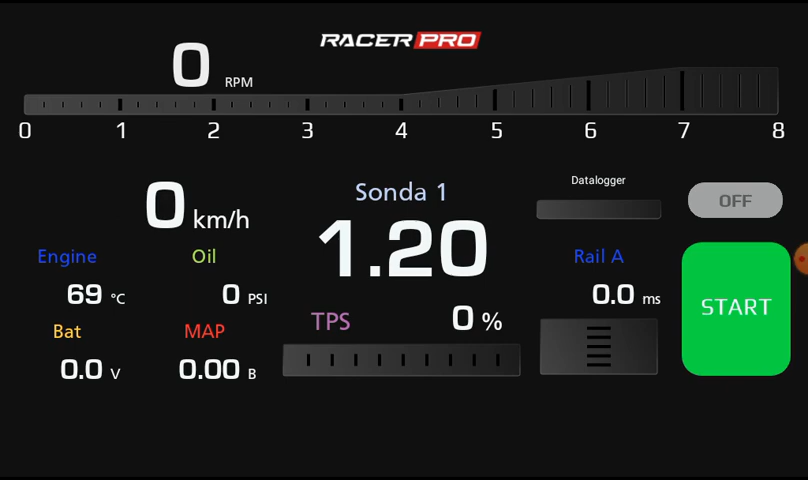 RACER PRO
0 RPM
0 1 2 3 4 5 6 7 8
0 km/h
Sonda 1
1.20
Datalogger
OFF
Engine
69 °C
Oil
0 PSI
Rail A
0.0 ms
START
Bat
0.0 V
MAP
0.00 B
TPS
0 %